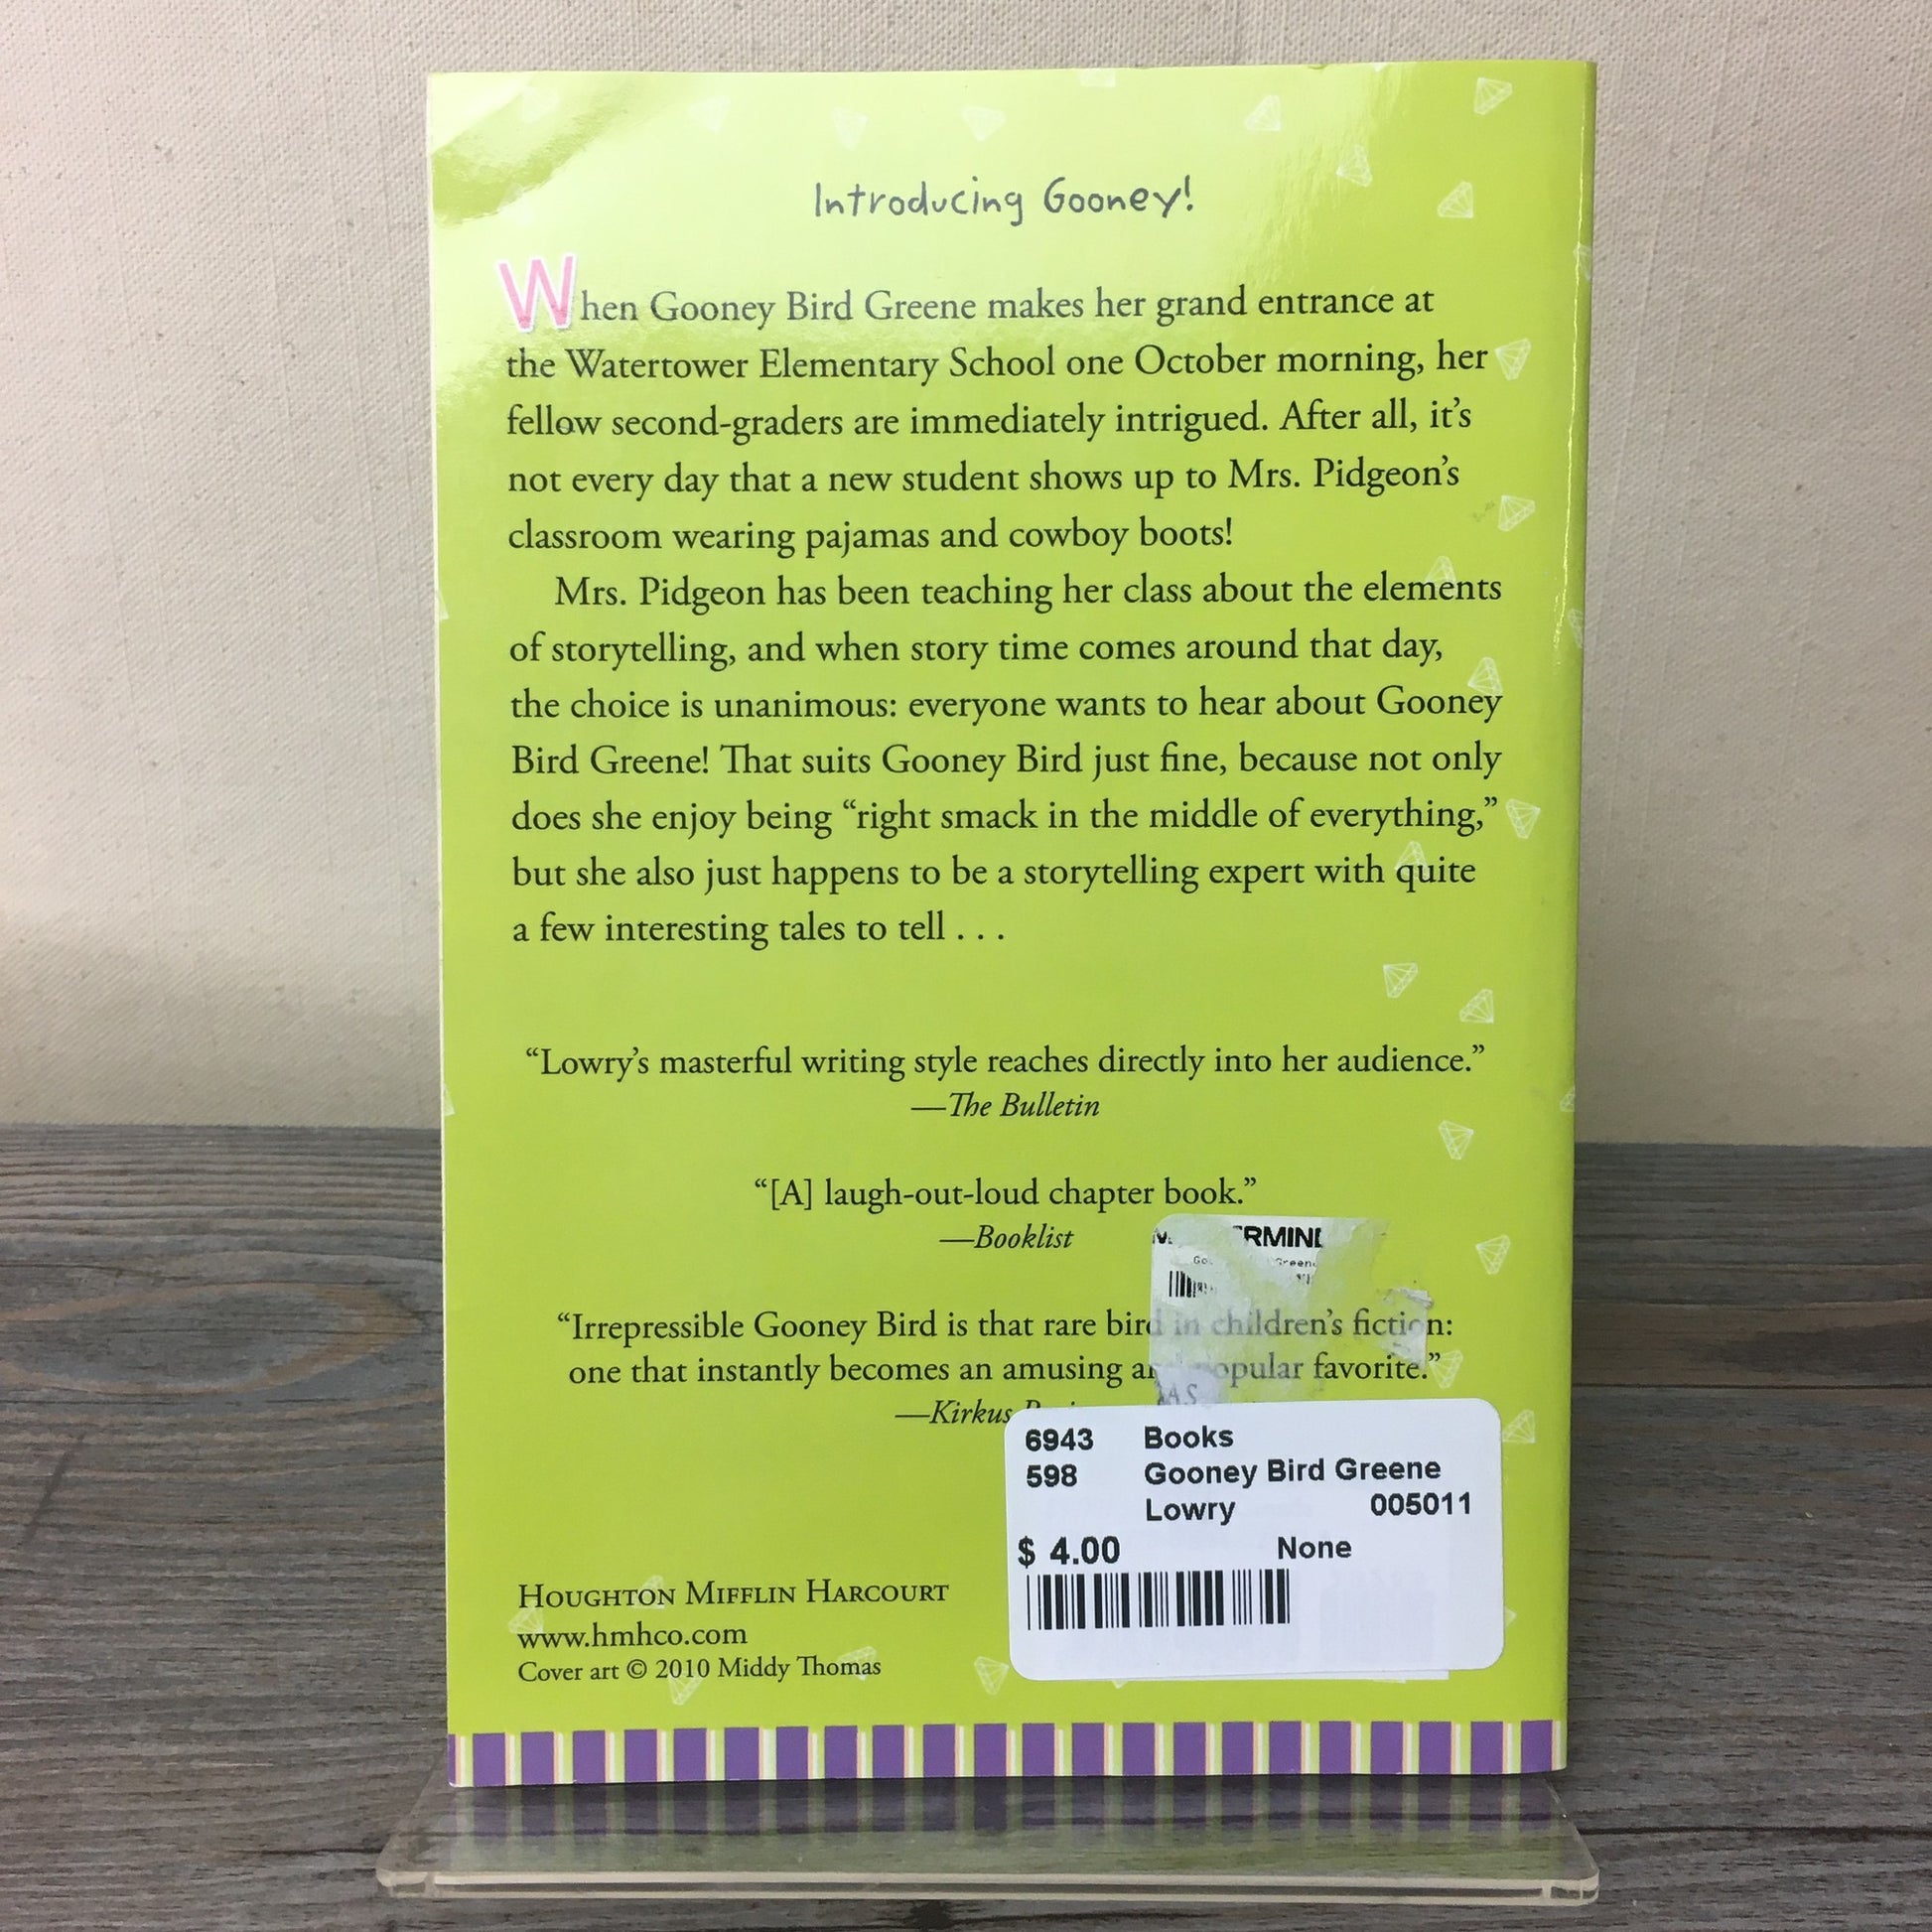 Introducing Gooney!
When Gooney Bird Greene makes her grand entrance at
the Watertower Elementary School one October morning, her
fellow second-graders are immediately intrigued. After all, it’s
not every day that a new student shows up to Mrs. Pidgeon’s
classroom wearing pajamas and cowboy boots!
Mrs. Pidgeon has been teaching her class about the elements
of storytelling, and when story time comes around that day,
the choice is unanimous: everyone wants to hear about Gooney
Bird Greene! That suits Gooney Bird just fine, because not only
does she enjoy being “right smack in the middle of everything,”
but she also just happens to be a storytelling expert with quite
a few interesting tales to tell . . .
“Lowry’s masterful writing style reaches directly into her audience.”
—The Bulletin
“[A] laugh-out-loud chapter book.”
—Booklist
“Irrepressible Gooney Bird is that rare bird in children’s fiction:
one that instantly becomes an amusing and popular favorite.”
—Kirkus
6943 Books
598 Gooney Bird Greene
Lowry 005011
$ 4.00 None
Houghton Mifflin Harcourt
www.hmhco.com
Cover art © 2010 Middy Thomas